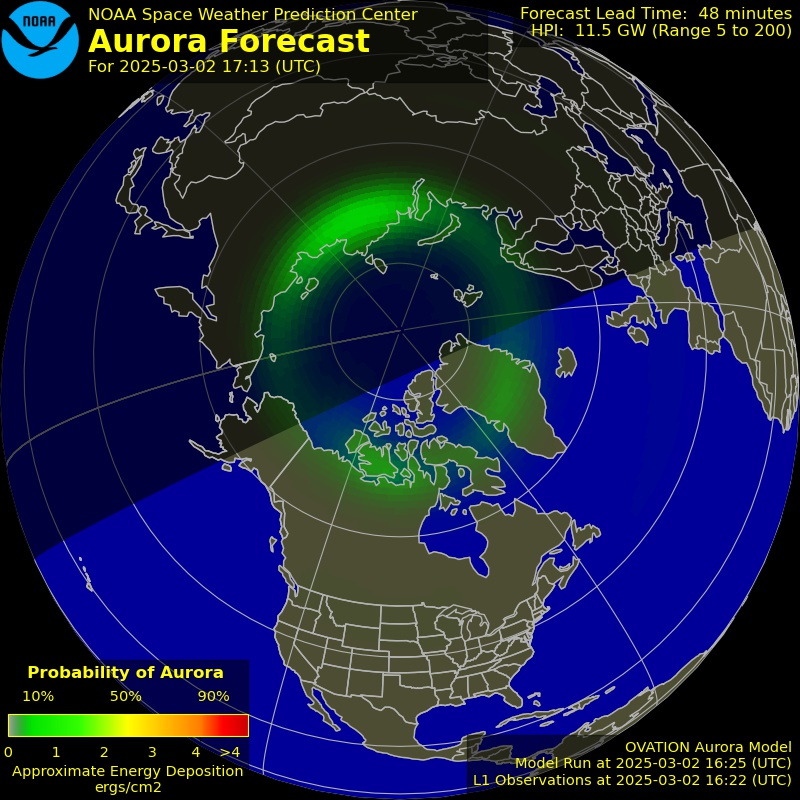 NOAA
NOAA Space Weather Prediction Center
Aurora Forecast
For 2025-03-02 17:13 (UTC)
Forecast Lead Time: 48 minutes
HPI: 11.5 GW (Range 5 to 200)
Probability of Aurora
10% 50% 90%
0 1 2 3 4 >4
Approximate Energy Deposition
ergs/cm2
OVATION Aurora Model
Model Run at 2025-03-02 16:25 (UTC)
L1 Observations at 2025-03-02 16:22 (UTC)